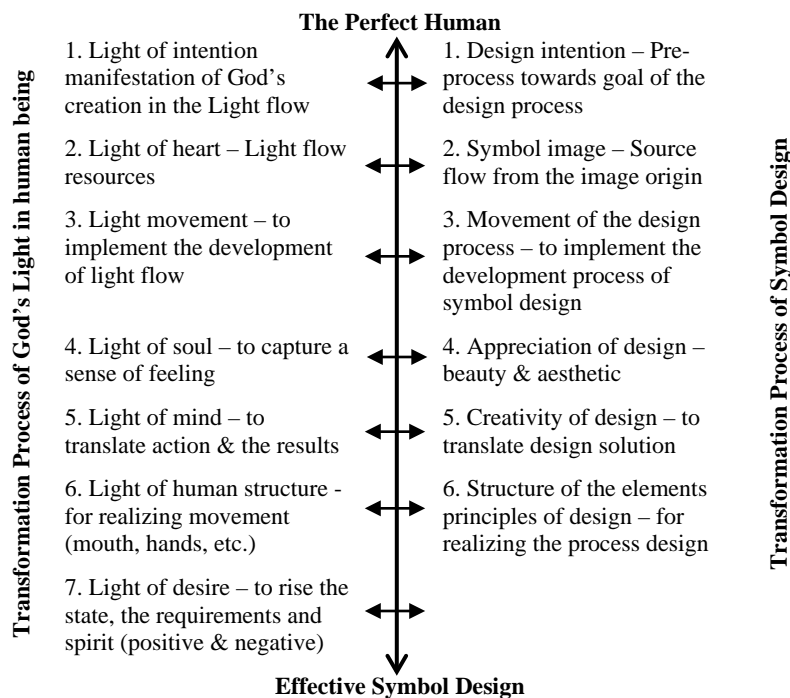 The Perfect Human
Transformation Process of God's Light in human being
1. Light of intention
manifestation of God's
creation in the Light flow
1. Design intention – Pre-
process towards goal of the
design process
2. Light of heart – Light flow
resources
2. Symbol image – Source
flow from the image origin
3. Light movement – to
implement the development
of light flow
3. Movement of the design
process – to implement the
development process of
symbol design
4. Light of soul – to capture a
sense of feeling
4. Appreciation of design –
beauty & aesthetic
5. Light of mind – to
translate action & the results
5. Creativity of design – to
translate design solution
6. Light of human structure -
for realizing movement
(mouth, hands, etc.)
6. Structure of the elements
principles of design – for
realizing the process design
7. Light of desire – to rise the
state, the requirements and
spirit (positive & negative)
Transformation Process of Symbol Design
Effective Symbol Design